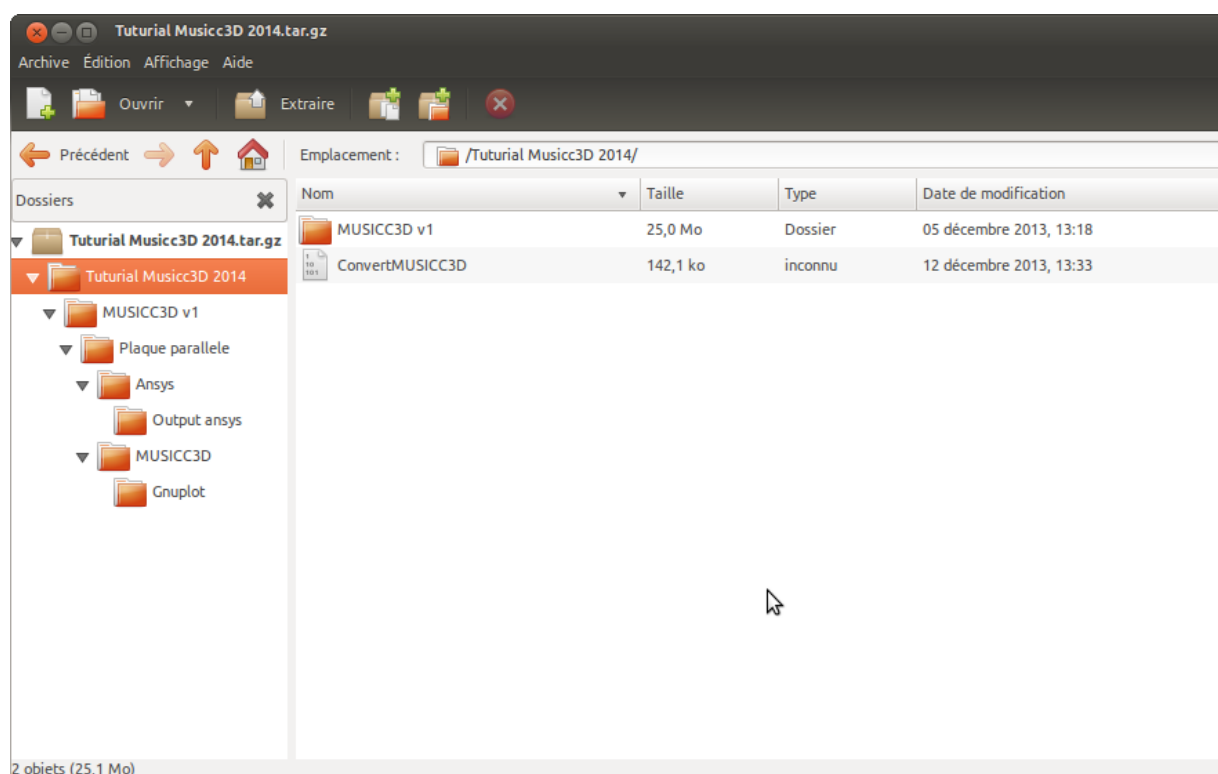 Tuturial Musicc3D 2014.tar.gz
Archive Édition Affichage Aide
Ouvrir Extraire
Précédent Emplacement : /Tuturial Musicc3D 2014/
Dossiers
Tuturial Musicc3D 2014.tar.gz
Tuturial Musicc3D 2014
MUSICC3D v1
Plaque parallele
Ansys
Output ansys
MUSICC3D
Gnuplot
Nom Taille Type Date de modification
MUSICC3D v1 25,0 Mo Dossier 05 décembre 2013, 13:18
ConvertMUSICC3D 142,1 ko inconnu 12 décembre 2013, 13:33
2 objets (25,1 Mo)